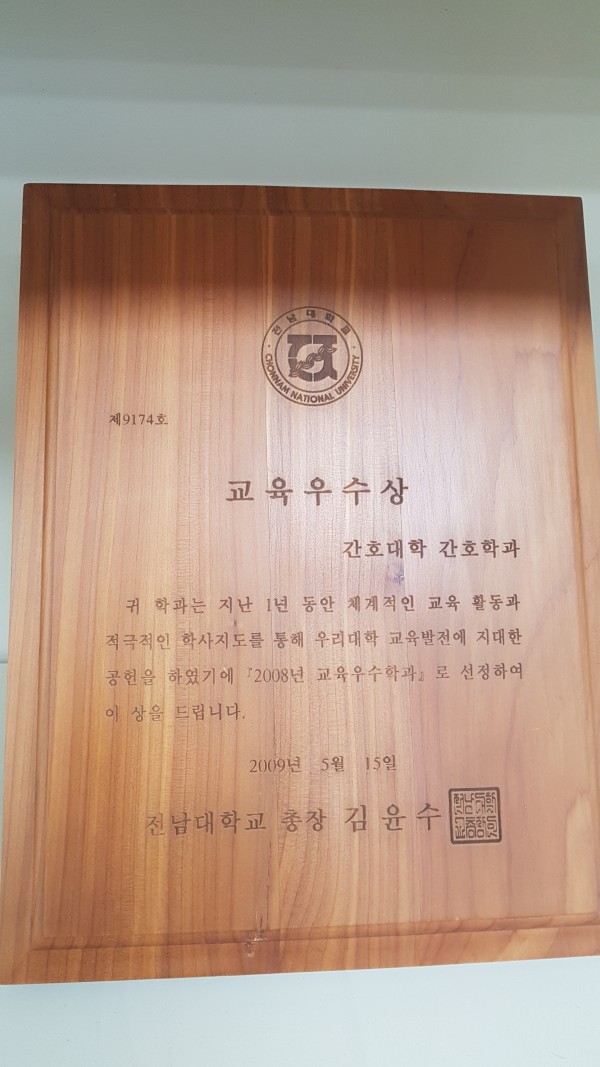 전남대학교
CHONNAM NATIONAL UNIVERSITY
제9174호
교육우수상
간호대학 간호학과
귀 학과는 지난 1년 동안 체계적인 교육 활동과
적극적인 학사지도를 통해 우리대학 교육발전에 지대한
공헌을 하였기에 『2008년 교육우수학과』로 선정하여
이 상을 드립니다.
2009년 5월 15일
전남대학교 총장 김윤수